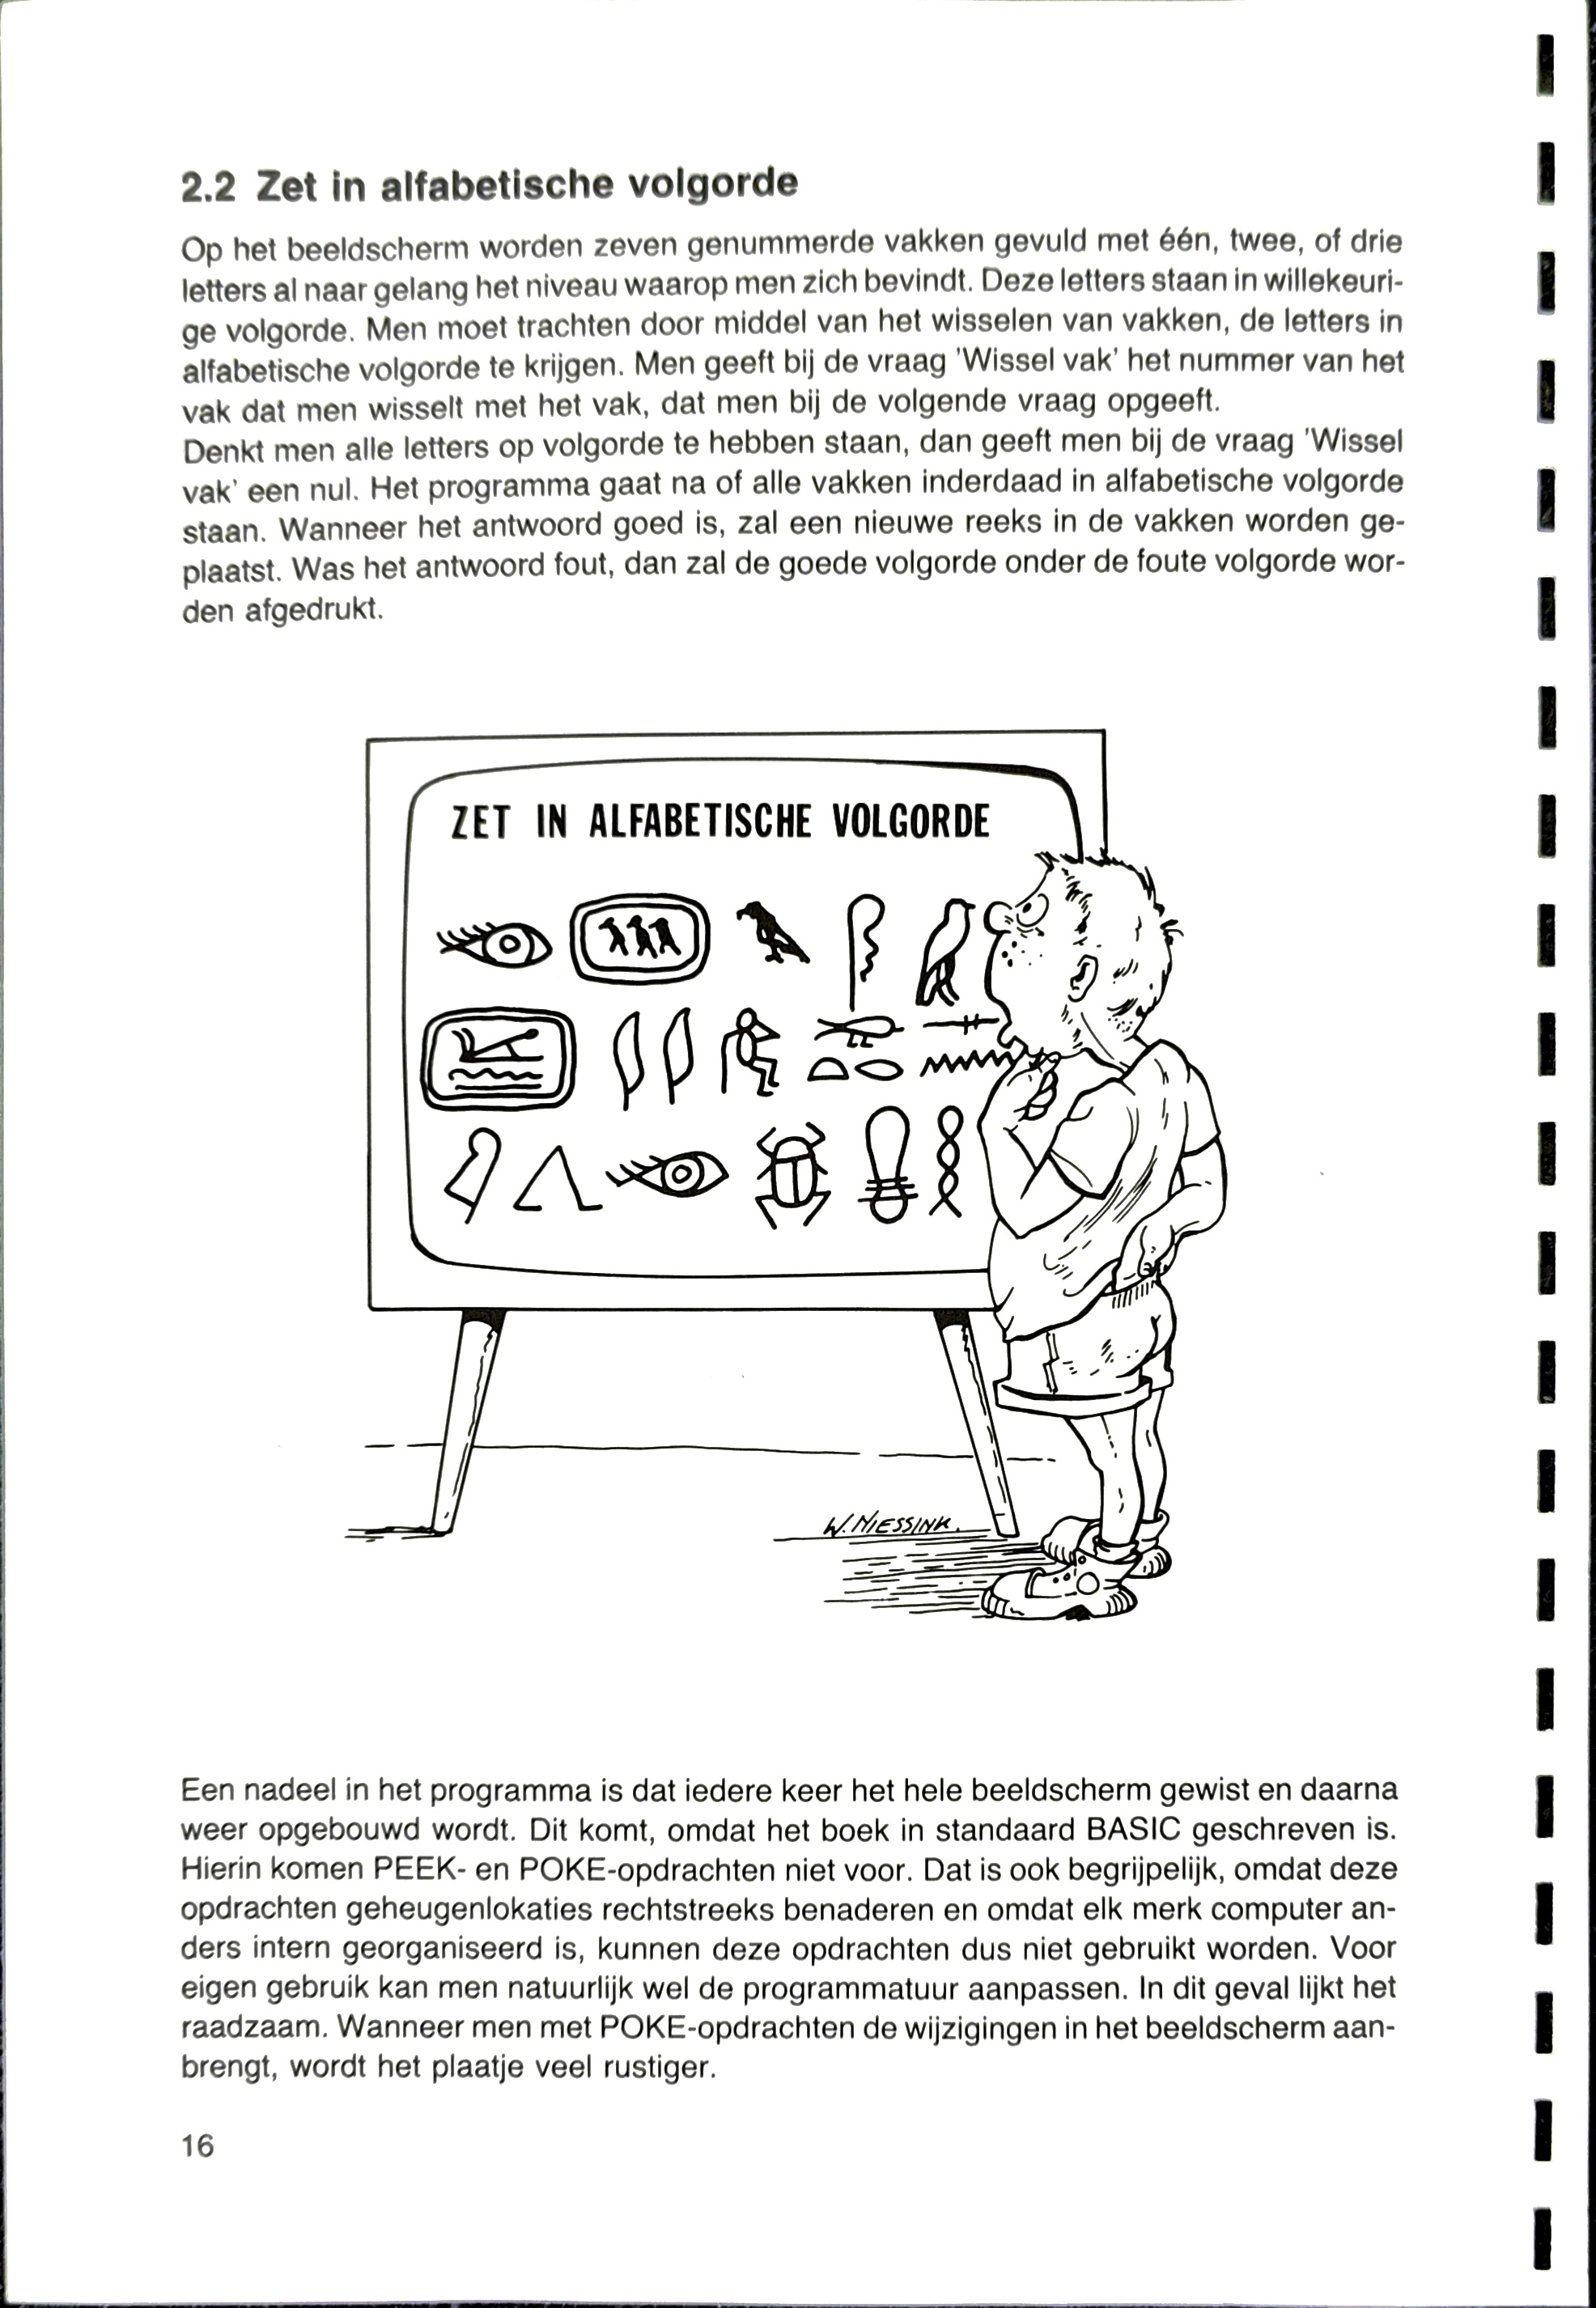 2.2 Zet in alfabetische volgorde
Op het beeldscherm worden zeven genummerde vakken gevuld met één, twee, of drie
letters al naar gelang het niveau waarop men zich bevindt. Deze letters staan in willekeuri-
ge volgorde. Men moet trachten door middel van het wisselen van vakken, de letters in
alfabetische volgorde te krijgen. Men geeft bij de vraag 'Wissel vak' het nummer van het
vak dat men wisselt met het vak, dat men bij de volgende vraag opgeeft.
Denkt men alle letters op volgorde te hebben staan, dan geeft men bij de vraag 'Wissel
vak' een nul. Het programma gaat na of alle vakken inderdaad in alfabetische volgorde
staan. Wanneer het antwoord goed is, zal een nieuwe reeks in de vakken worden ge-
plaatst. Was het antwoord fout, dan zal de goede volgorde onder de foute volgorde wor-
den afgedrukt.
ZET IN ALFABETISCHE VOLGORDE
W. NIESSINK.
Een nadeel in het programma is dat iedere keer het hele beeldscherm gewist en daarna
weer opgebouwd wordt. Dit komt, omdat het boek in standaard BASIC geschreven is.
Hierin komen PEEK- en POKE-opdrachten niet voor. Dat is ook begrijpelijk, omdat deze
opdrachten geheugenlokaties rechtstreeks benaderen en omdat elk merk computer an-
ders intern georganiseerd is, kunnen deze opdrachten dus niet gebruikt worden. Voor
eigen gebruik kan men natuurlijk wel de programmatuur aanpassen. In dit geval lijkt het
raadzaam. Wanneer men met POKE-opdrachten de wijzigingen in het beeldscherm aan-
brengt, wordt het plaatje veel rustiger.
16